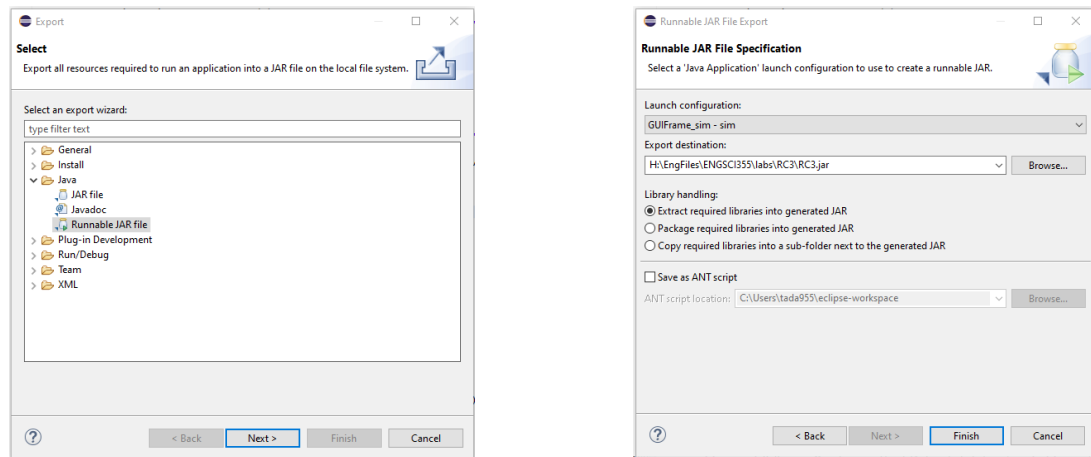 Export
Select
Export all resources required to run an application into a JAR file on the local file system.
Select an export wizard:
type filter text
General
Install
Java
JAR file
Javadoc
Runnable JAR file
Plug-in Development
Run/Debug
Team
XML
< Back
Next >
Finish
Cancel
Runnable JAR File Export
Runnable JAR File Specification
Select a 'Java Application' launch configuration to use to create a runnable JAR.
Launch configuration:
GUIFrame_sim - sim
Export destination:
H:\EngFiles\ENGSCI355\labs\RC3\RC3.jar
Browse...
Library handling:
Extract required libraries into generated JAR
Package required libraries into generated JAR
Copy required libraries into a sub-folder next to the generated JAR
Save as ANT script
ANT script location: C:\Users\tada955\eclipse-workspace
Browse...
< Back
Next >
Finish
Cancel